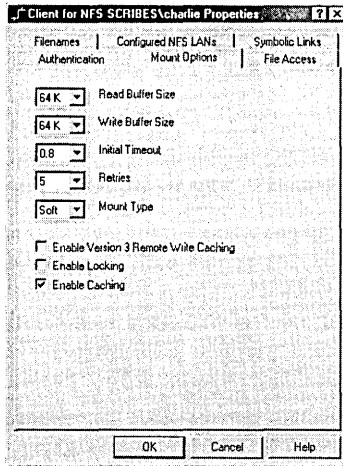 Client for NFS SCRIBES\charlie Properties
Filenames Configured NFS LANs Symbolic Links
Authentication Mount Options File Access
64 K Read Buffer Size
64 K Write Buffer Size
0.8 Initial Timeout
5 Retries
Soft Mount Type
Enable Version 3 Remote Write Caching
Enable Locking
Enable Caching
OK Cancel Help